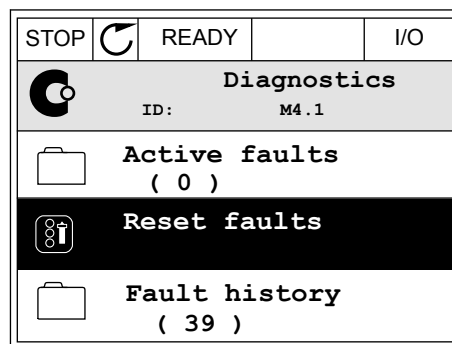 STOP READY I/O
Diagnostics
ID: M4.1
Active faults
( 0 )
Reset faults
Fault history
( 39 )